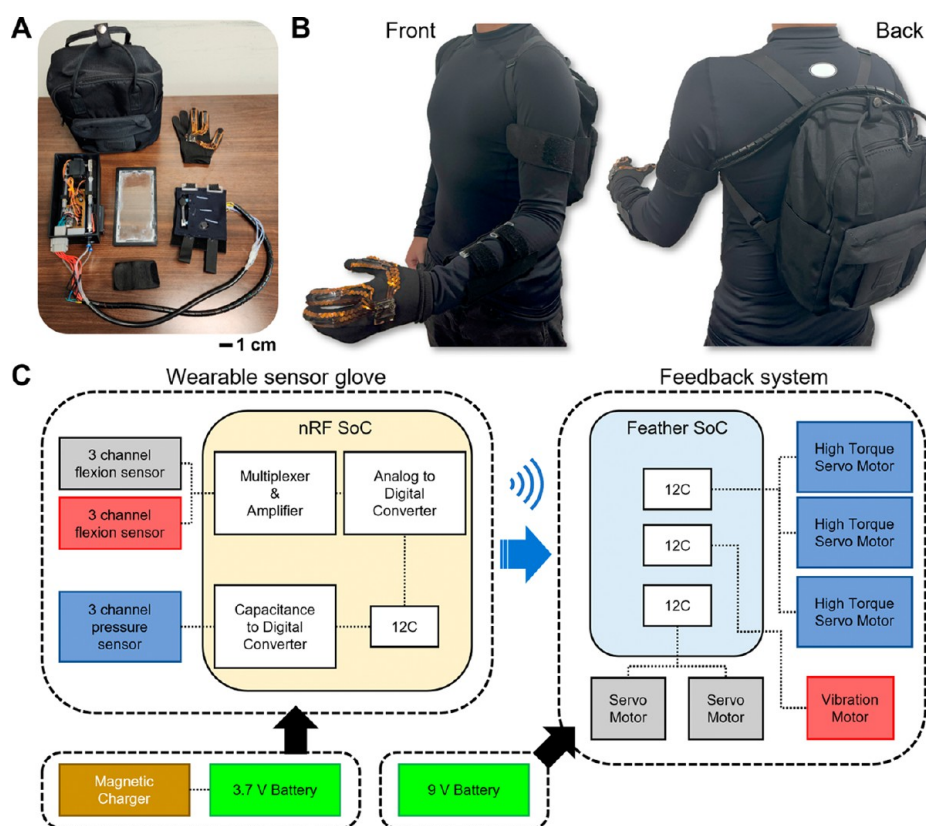 A
B
Front
Back
1 cm
C
Wearable sensor glove
Feedback system
nRF SoC
3 channel
flexion sensor
3 channel
flexion sensor
Multiplexer
&
Amplifier
Analog to
Digital
Converter
3 channel
pressure
sensor
Capacitance
to Digital
Converter
12C
Feather SoC
12C
12C
12C
High Torque
Servo Motor
High Torque
Servo Motor
High Torque
Servo Motor
Servo
Motor
Servo
Motor
Vibration
Motor
Magnetic
Charger
3.7 V Battery
9 V Battery